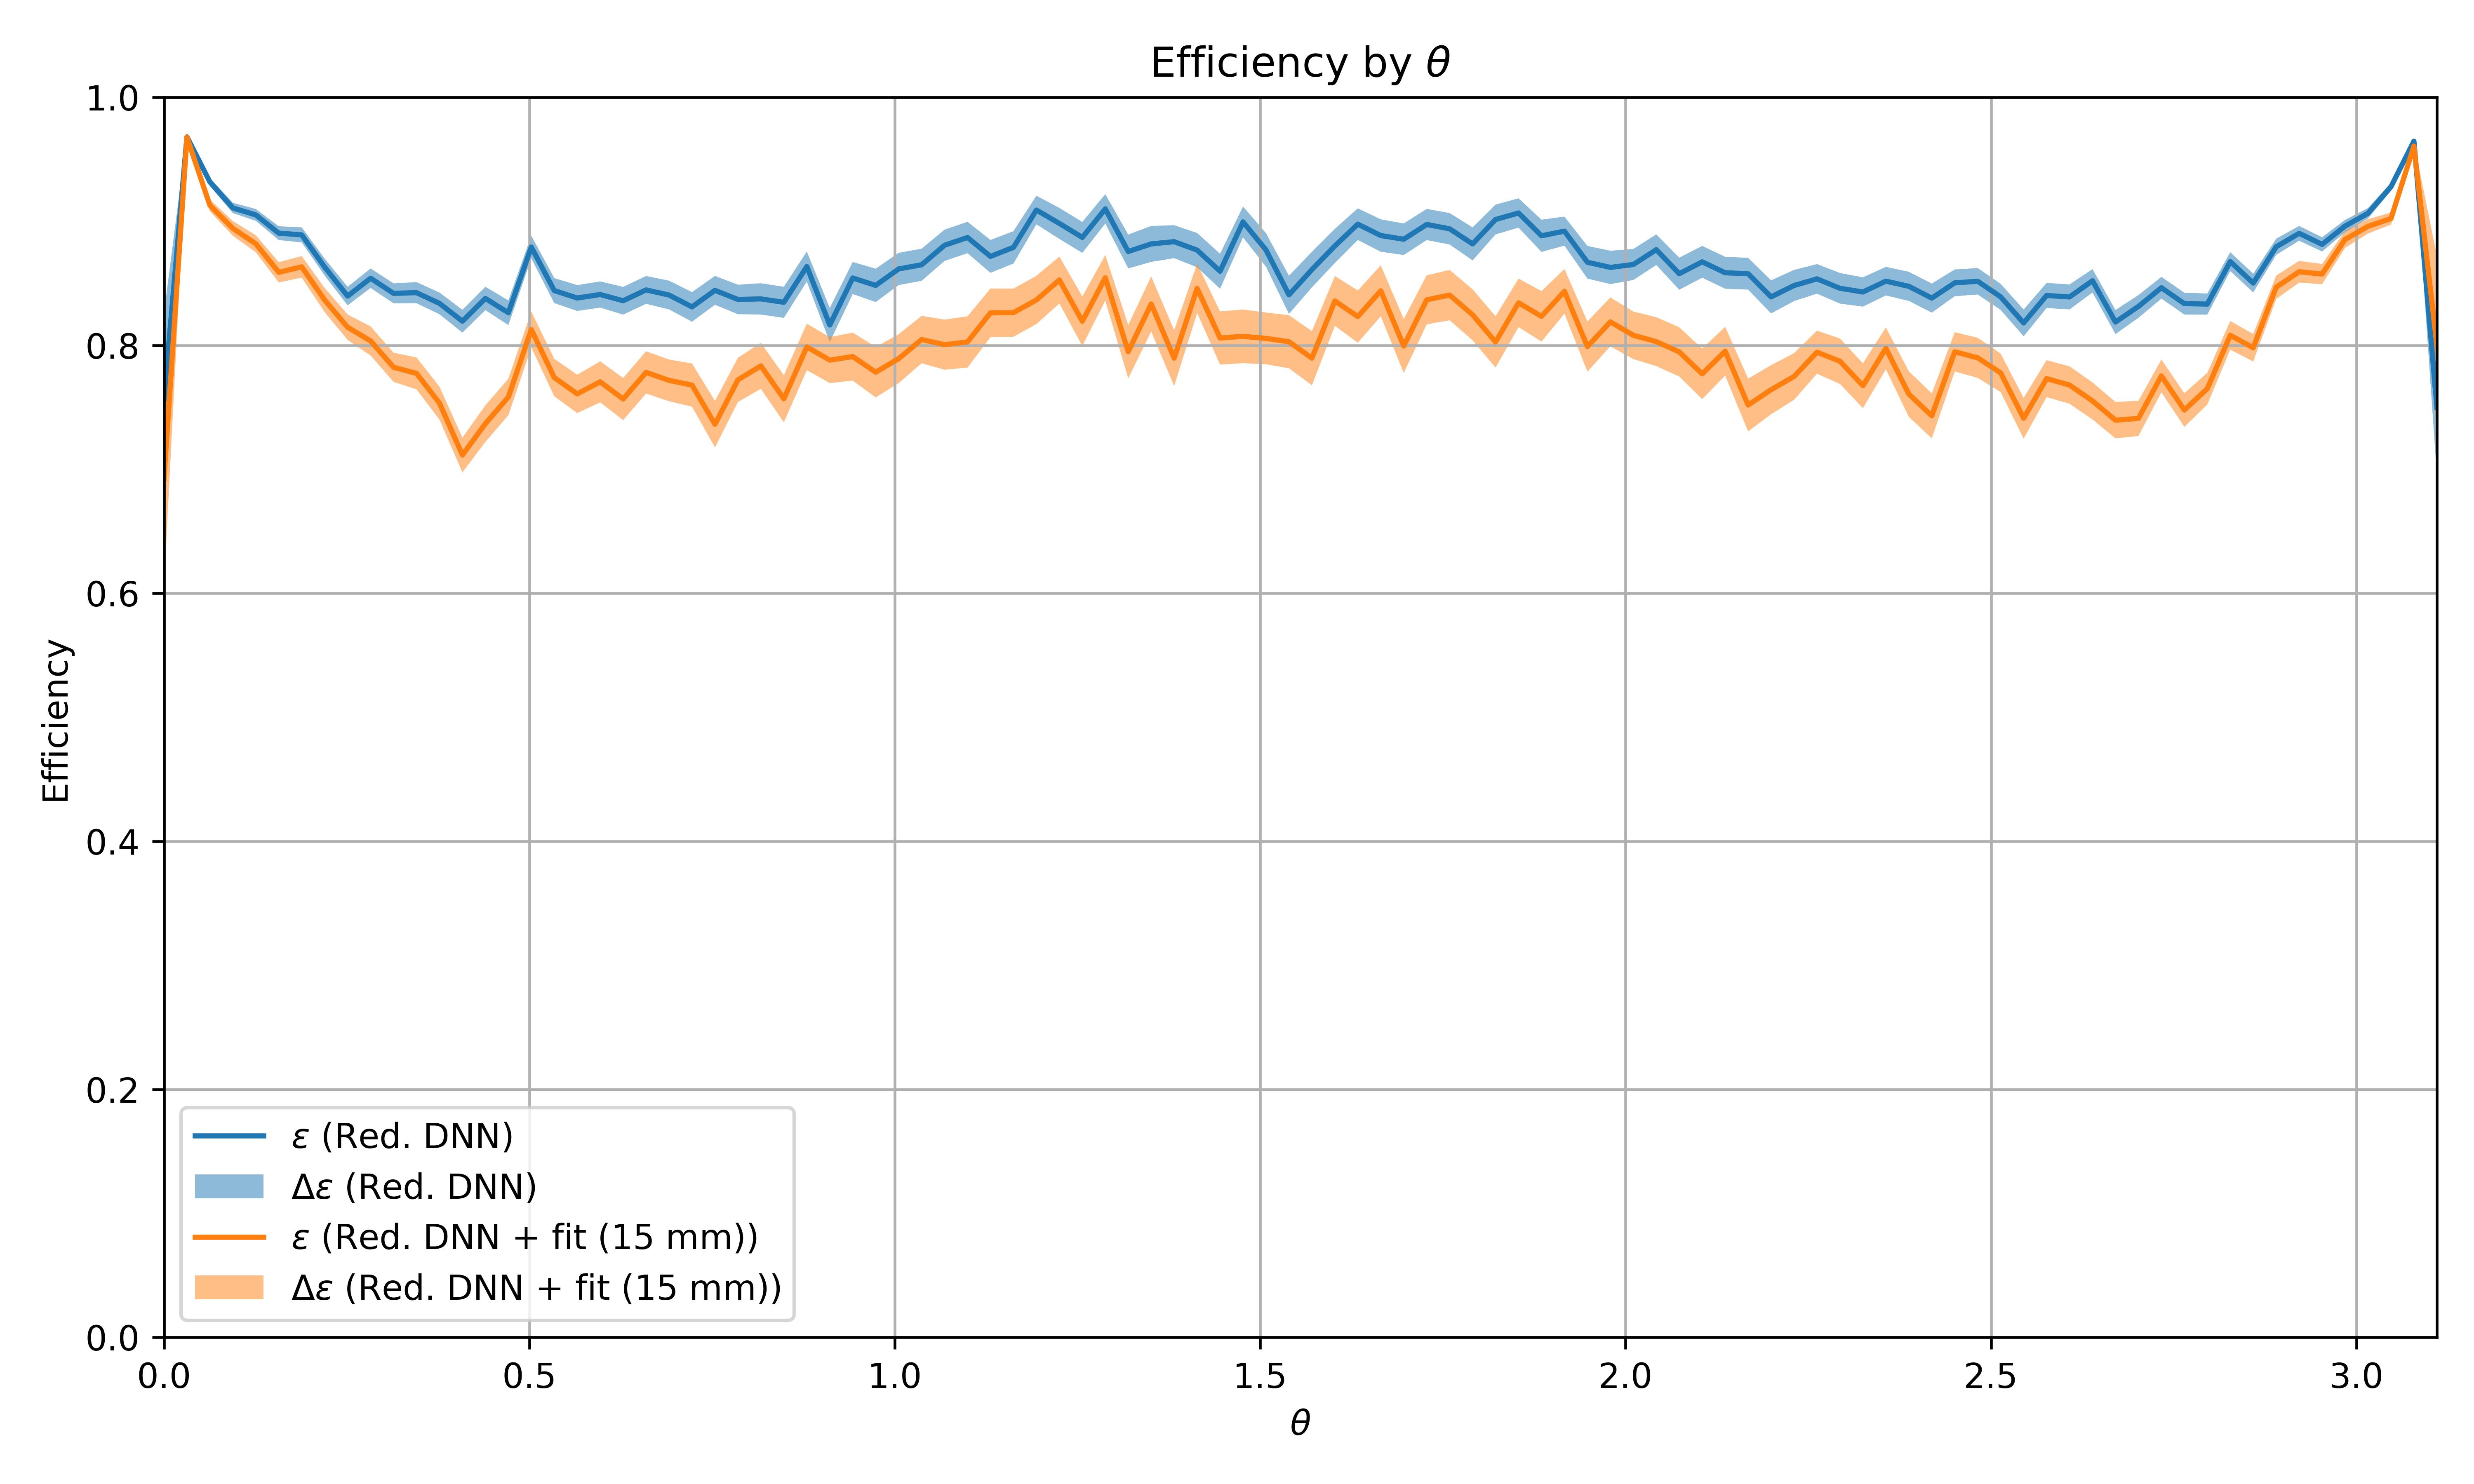 Efficiency by θ
1.0
0.8
0.6
0.4
0.2
0.0
Efficiency
ε (Red. DNN)
Δε (Red. DNN)
ε (Red. DNN + fit (15 mm))
Δε (Red. DNN + fit (15 mm))
0.0 0.5 1.0 1.5 2.0 2.5 3.0
θ